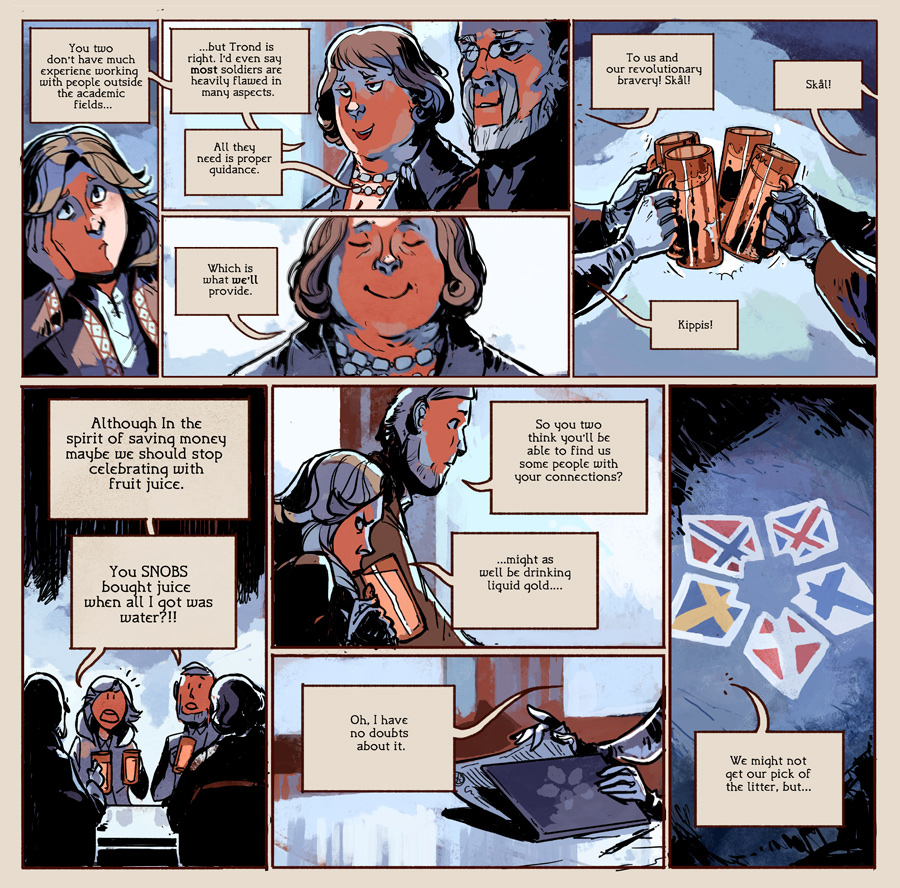 You two
don't have much
experiene working
with people outside
the academic
fields...
...but Trond is
right. I'd even say
most soldiers are
heavily flawed in
many aspects.
All they
need is proper
guidance.
Which is
what we'll
provide.
To us and
our revolutionary
bravery! Skål!
Skål!
Kippis!
Although In the
spirit of saving money
maybe we should stop
celebrating with
fruit juice.
You SNOBS
bought juice
when all I got was
water?!!
So you two
think you'll be
able to find us
some people with
your connections?
...might as
well be drinking
liquid gold....
Oh, I have
no doubts
about it.
We might not
get our pick of
the litter, but...